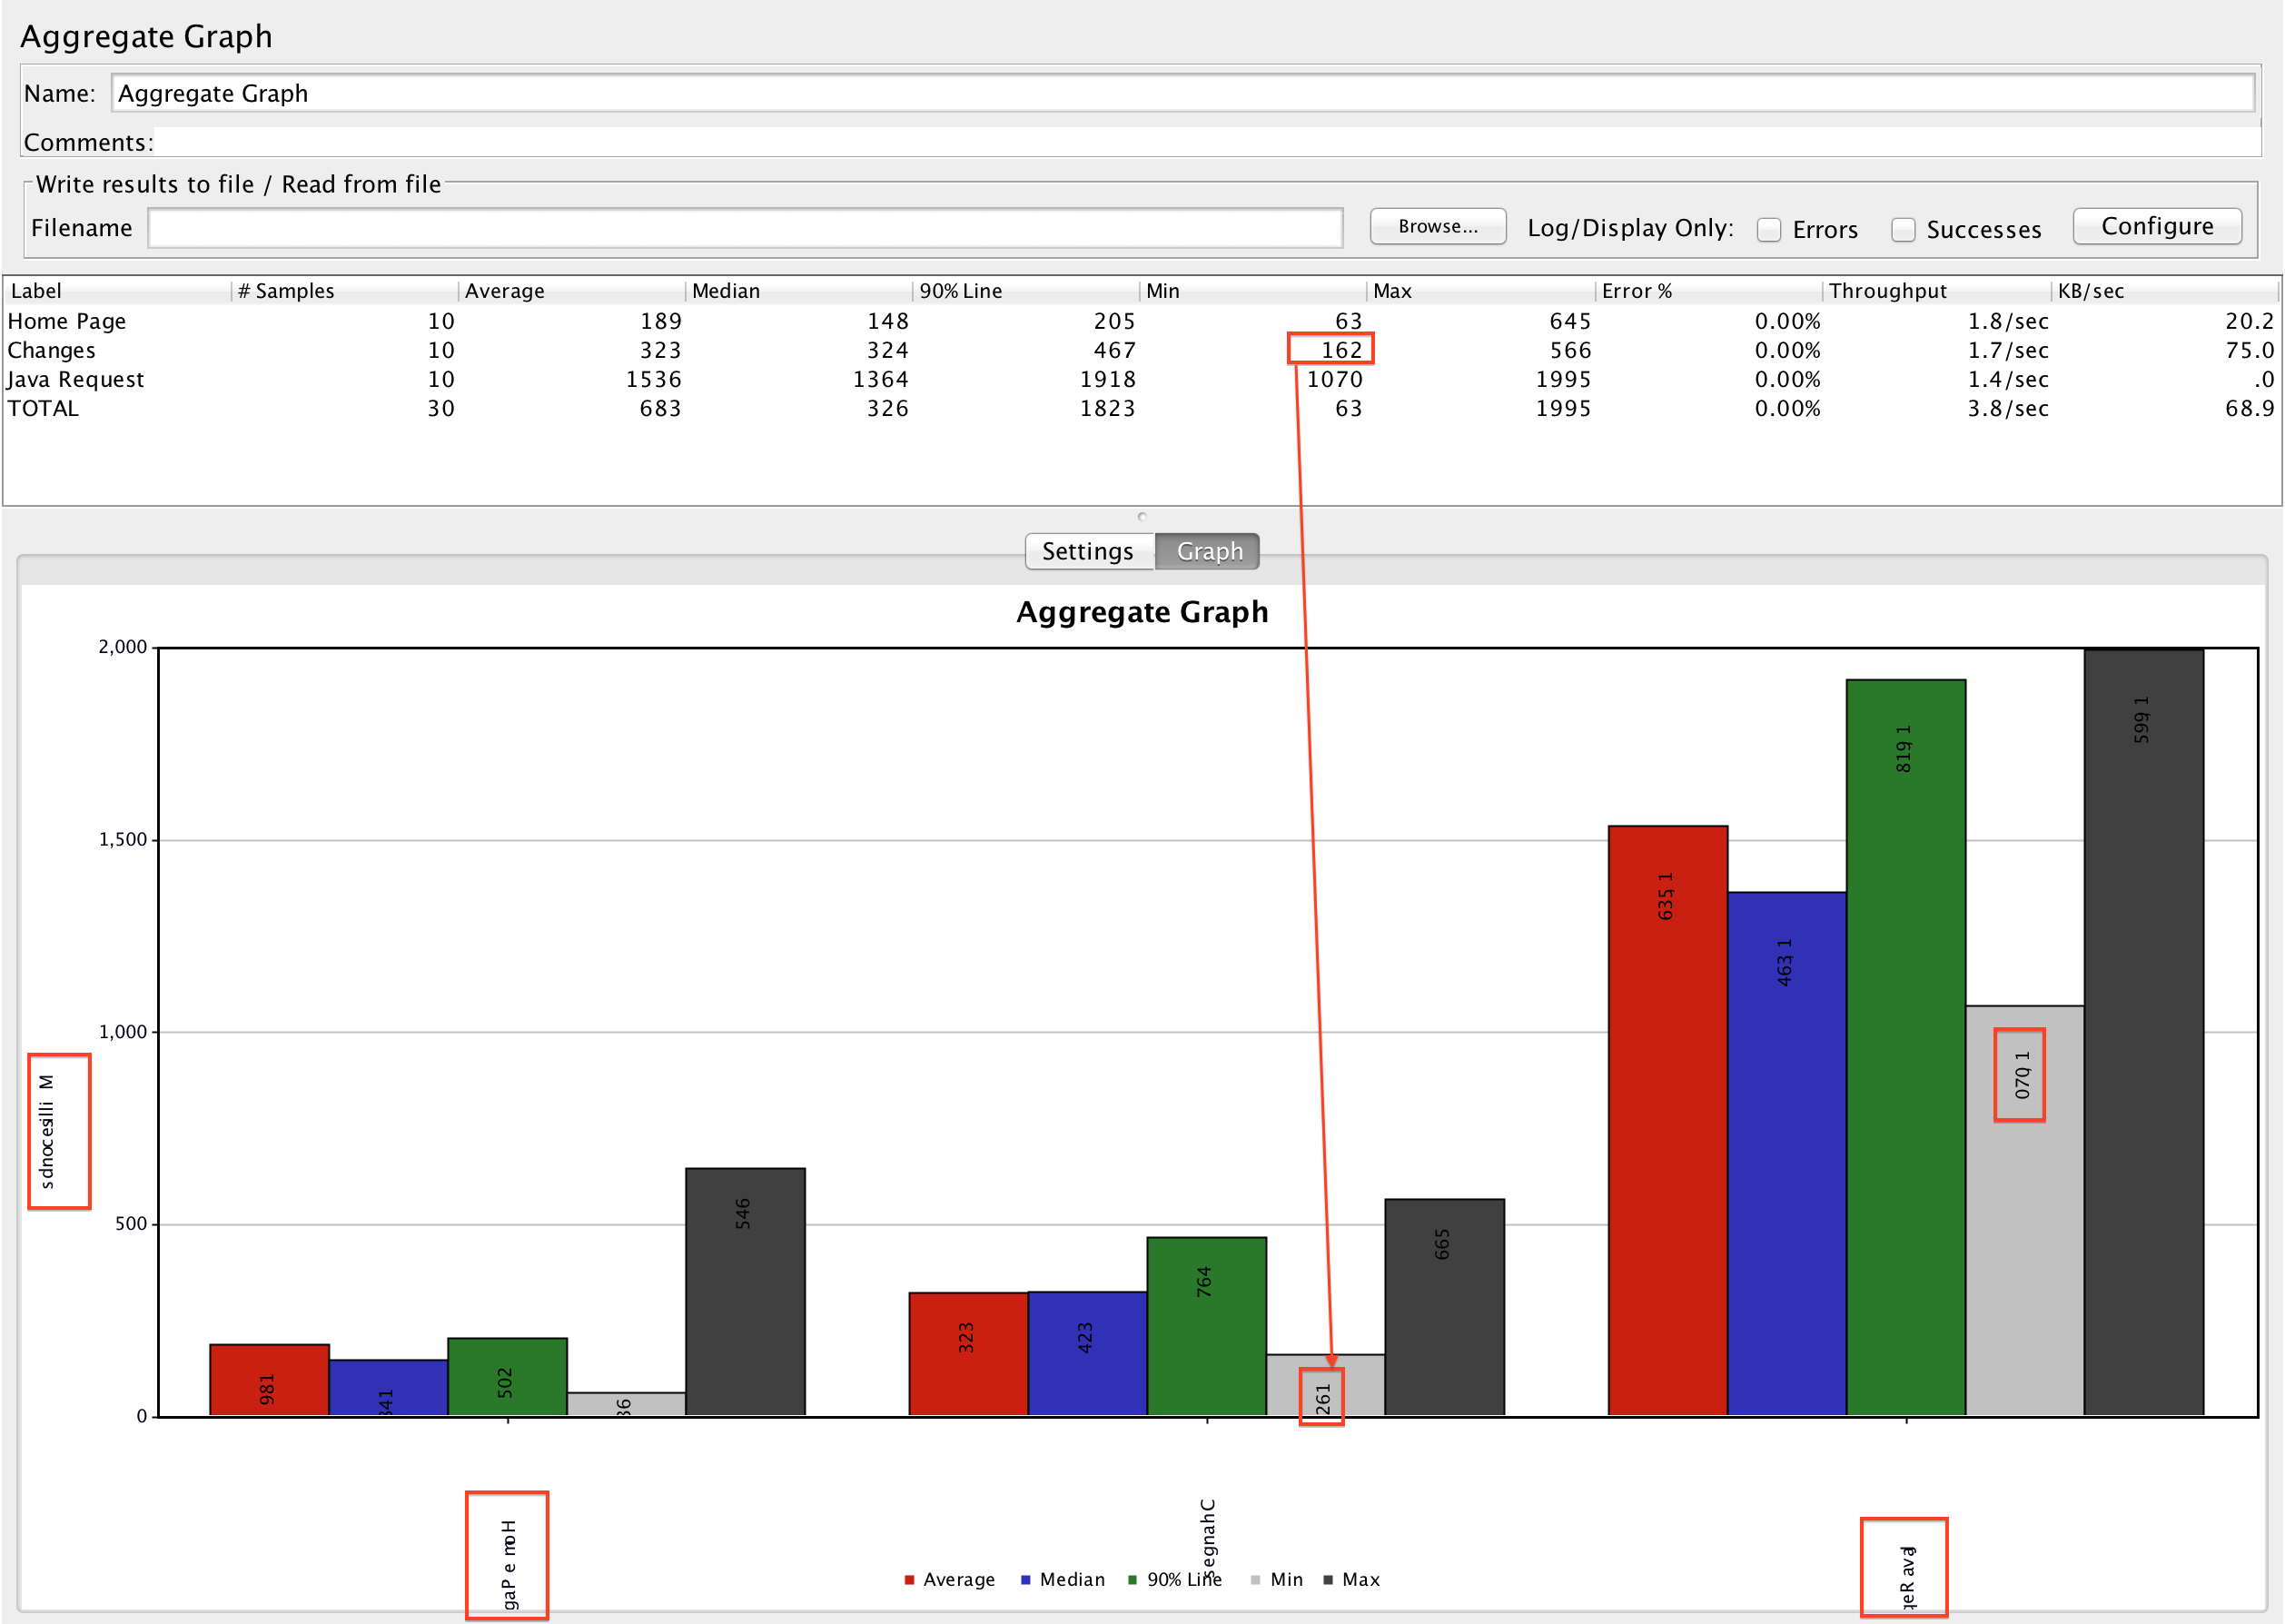 Aggregate Graph
Name: Aggregate Graph
Comments:
Write results to file / Read from file
Filename Browse... Log/Display Only: Errors Successes Configure
Label # Samples Average Median 90% Line Min Max Error % Throughput KB/sec
Home Page 10 189 148 205 63 645 0.00% 1.8/sec 20.2
Changes 10 323 324 467 162 566 0.00% 1.7/sec 75.0
Java Request 10 1536 1364 1918 1070 1995 0.00% 1.4/sec .0
TOTAL 30 683 326 1823 63 1995 0.00% 3.8/sec 68.9
Settings Graph
Aggregate Graph
2,000
1,500
1,000
500
0
sdnocesilli M
981
841
502
36
546
323
423
764
261
665
635,1
463,1
819,1
070,1
599,1
gaP e moH
segnahC
qeR avaJ
Average Median 90% Line Min Max